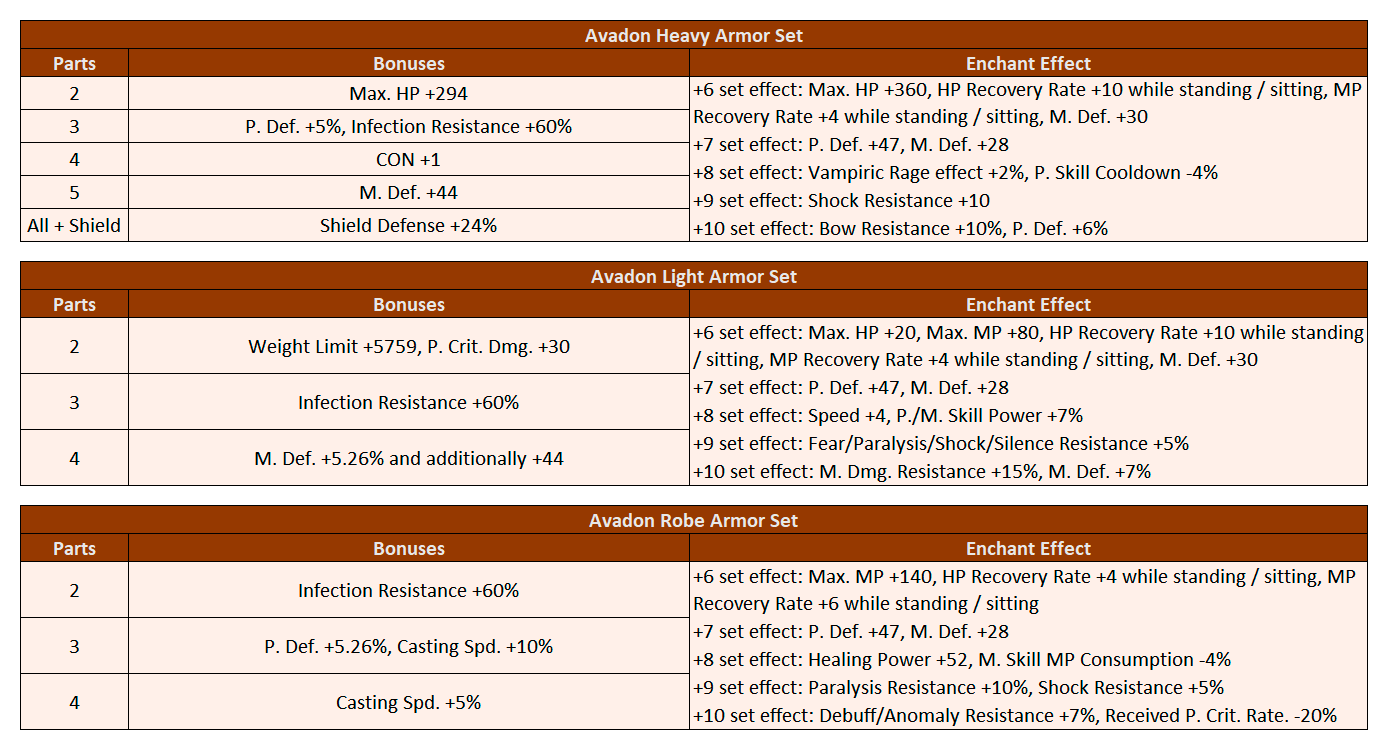 Avadon Heavy Armor Set
Parts Bonuses Enchant Effect
2 Max. HP +294
3 P. Def. +5%, Infection Resistance +60%
4 CON +1
5 M. Def. +44
All + Shield Shield Defense +24%
+6 set effect: Max. HP +360, HP Recovery Rate +10 while standing / sitting, MP
Recovery Rate +4 while standing / sitting, M. Def. +30
+7 set effect: P. Def. +47, M. Def. +28
+8 set effect: Vampiric Rage effect +2%, P. Skill Cooldown -4%
+9 set effect: Shock Resistance +10
+10 set effect: Bow Resistance +10%, P. Def. +6%
Avadon Light Armor Set
Parts Bonuses Enchant Effect
2 Weight Limit +5759, P. Crit. Dmg. +30
3 Infection Resistance +60%
4 M. Def. +5.26% and additionally +44
+6 set effect: Max. HP +20, Max. MP +80, HP Recovery Rate +10 while standing
/ sitting, MP Recovery Rate +4 while standing / sitting, M. Def. +30
+7 set effect: P. Def. +47, M. Def. +28
+8 set effect: Speed +4, P./M. Skill Power +7%
+9 set effect: Fear/Paralysis/Shock/Silence Resistance +5%
+10 set effect: M. Dmg. Resistance +15%, M. Def. +7%
Avadon Robe Armor Set
Parts Bonuses Enchant Effect
2 Infection Resistance +60%
3 P. Def. +5.26%, Casting Spd. +10%
4 Casting Spd. +5%
+6 set effect: Max. MP +140, HP Recovery Rate +4 while standing / sitting, MP
Recovery Rate +6 while standing / sitting
+7 set effect: P. Def. +47, M. Def. +28
+8 set effect: Healing Power +52, M. Skill MP Consumption -4%
+9 set effect: Paralysis Resistance +10%, Shock Resistance +5%
+10 set effect: Debuff/Anomaly Resistance +7%, Received P. Crit. Rate. -20%